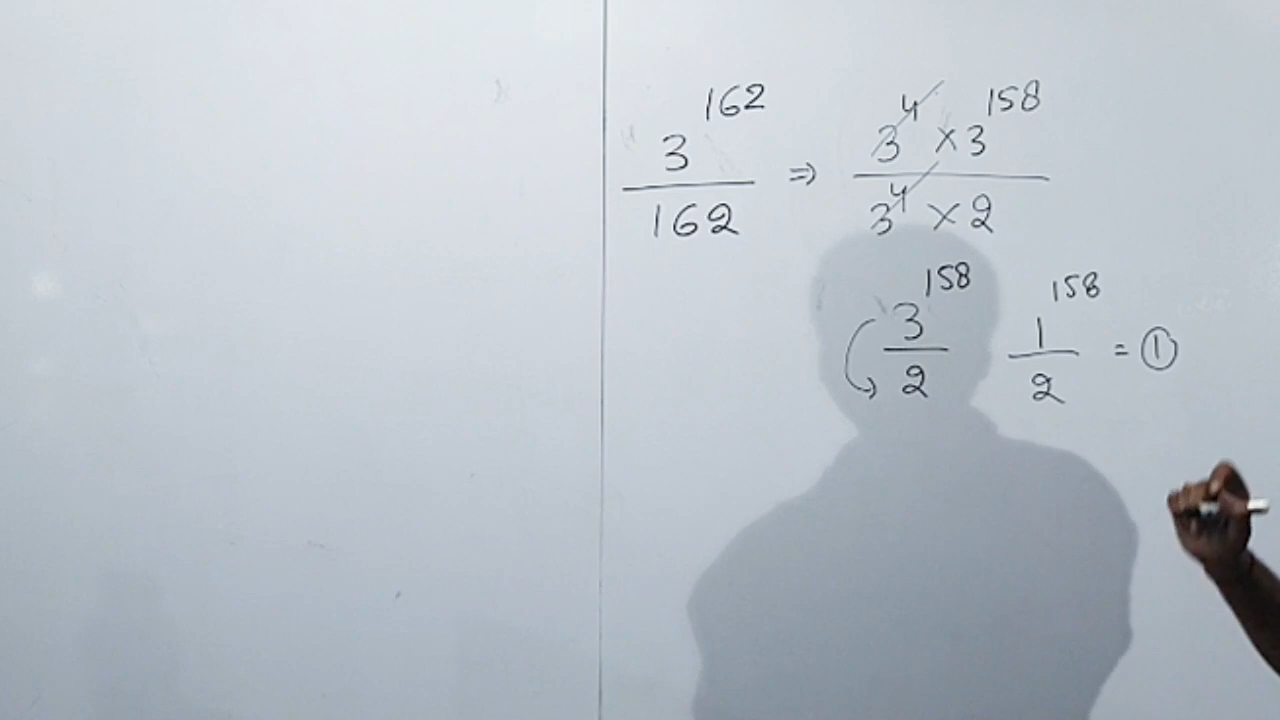 3^162 / 162 ⇒ 3^4 × 3^158 / 3^4 × 2
3^158 / 2 1^158 / 2 = ①